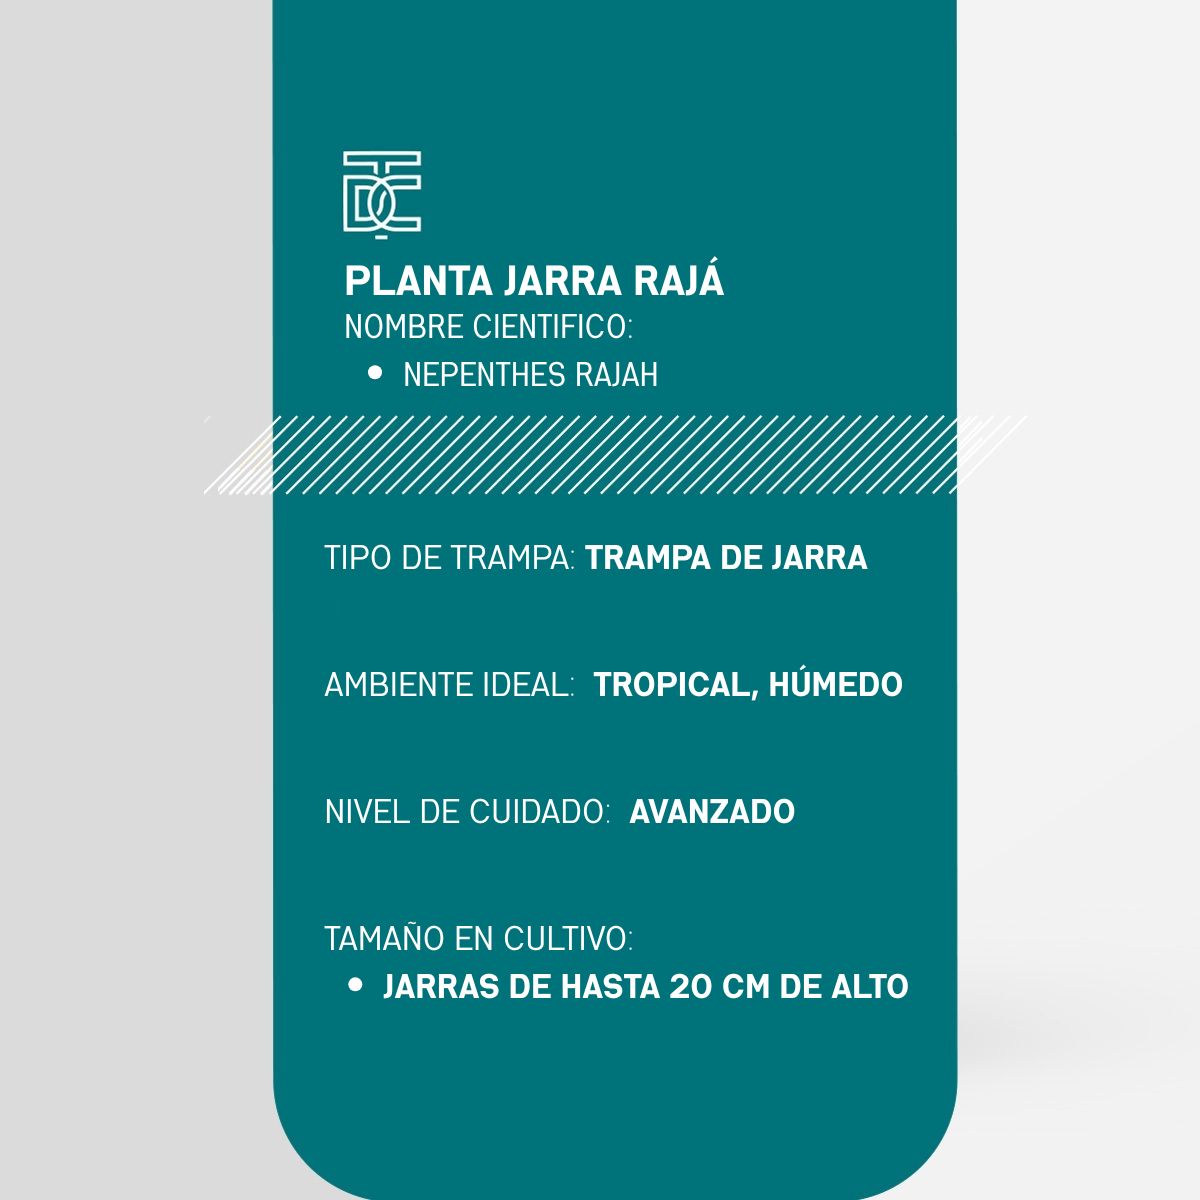 TDC
PLANTA JARRA RAJÁ
NOMBRE CIENTIFICO:
• NEPENTHES RAJAH
TIPO DE TRAMPA: TRAMPA DE JARRA
AMBIENTE IDEAL: TROPICAL, HÚMEDO
NIVEL DE CUIDADO: AVANZADO
TAMAÑO EN CULTIVO:
• JARRAS DE HASTA 20 CM DE ALTO